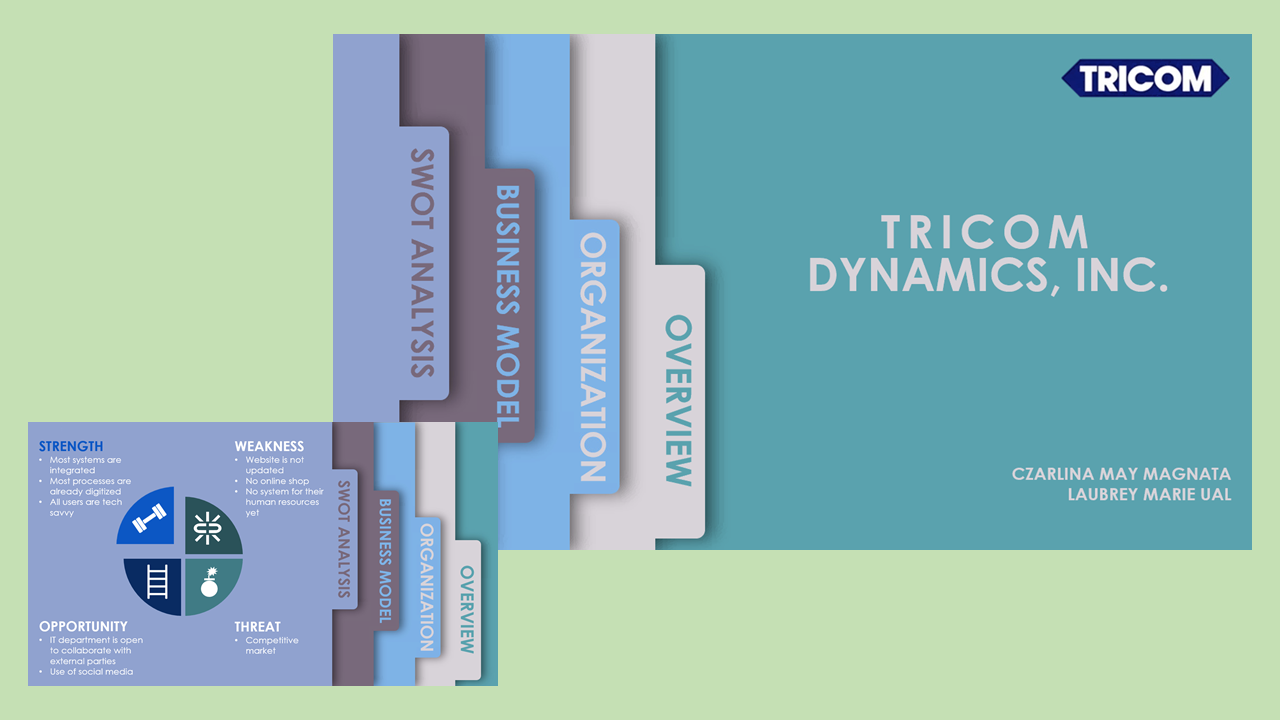 TRICOM
TRICOM
DYNAMICS, INC.
CZARLINA MAY MAGNATA
LAUBREY MARIE UAL
SWOT ANALYSIS
BUSINESS MODEL
ORGANIZATION
OVERVIEW
STRENGTH
• Most systems are
integrated
• Most processes are
already digitized
• All users are tech
savvy
WEAKNESS
• Website is not
updated
• No online shop
• No system for their
human resources
yet
OPPORTUNITY
• IT department is open
to collaborate with
external parties
• Use of social media
THREAT
• Competitive
market
SWOT ANALYSIS
BUSINESS MODEL
ORGANIZATION
OVERVIEW